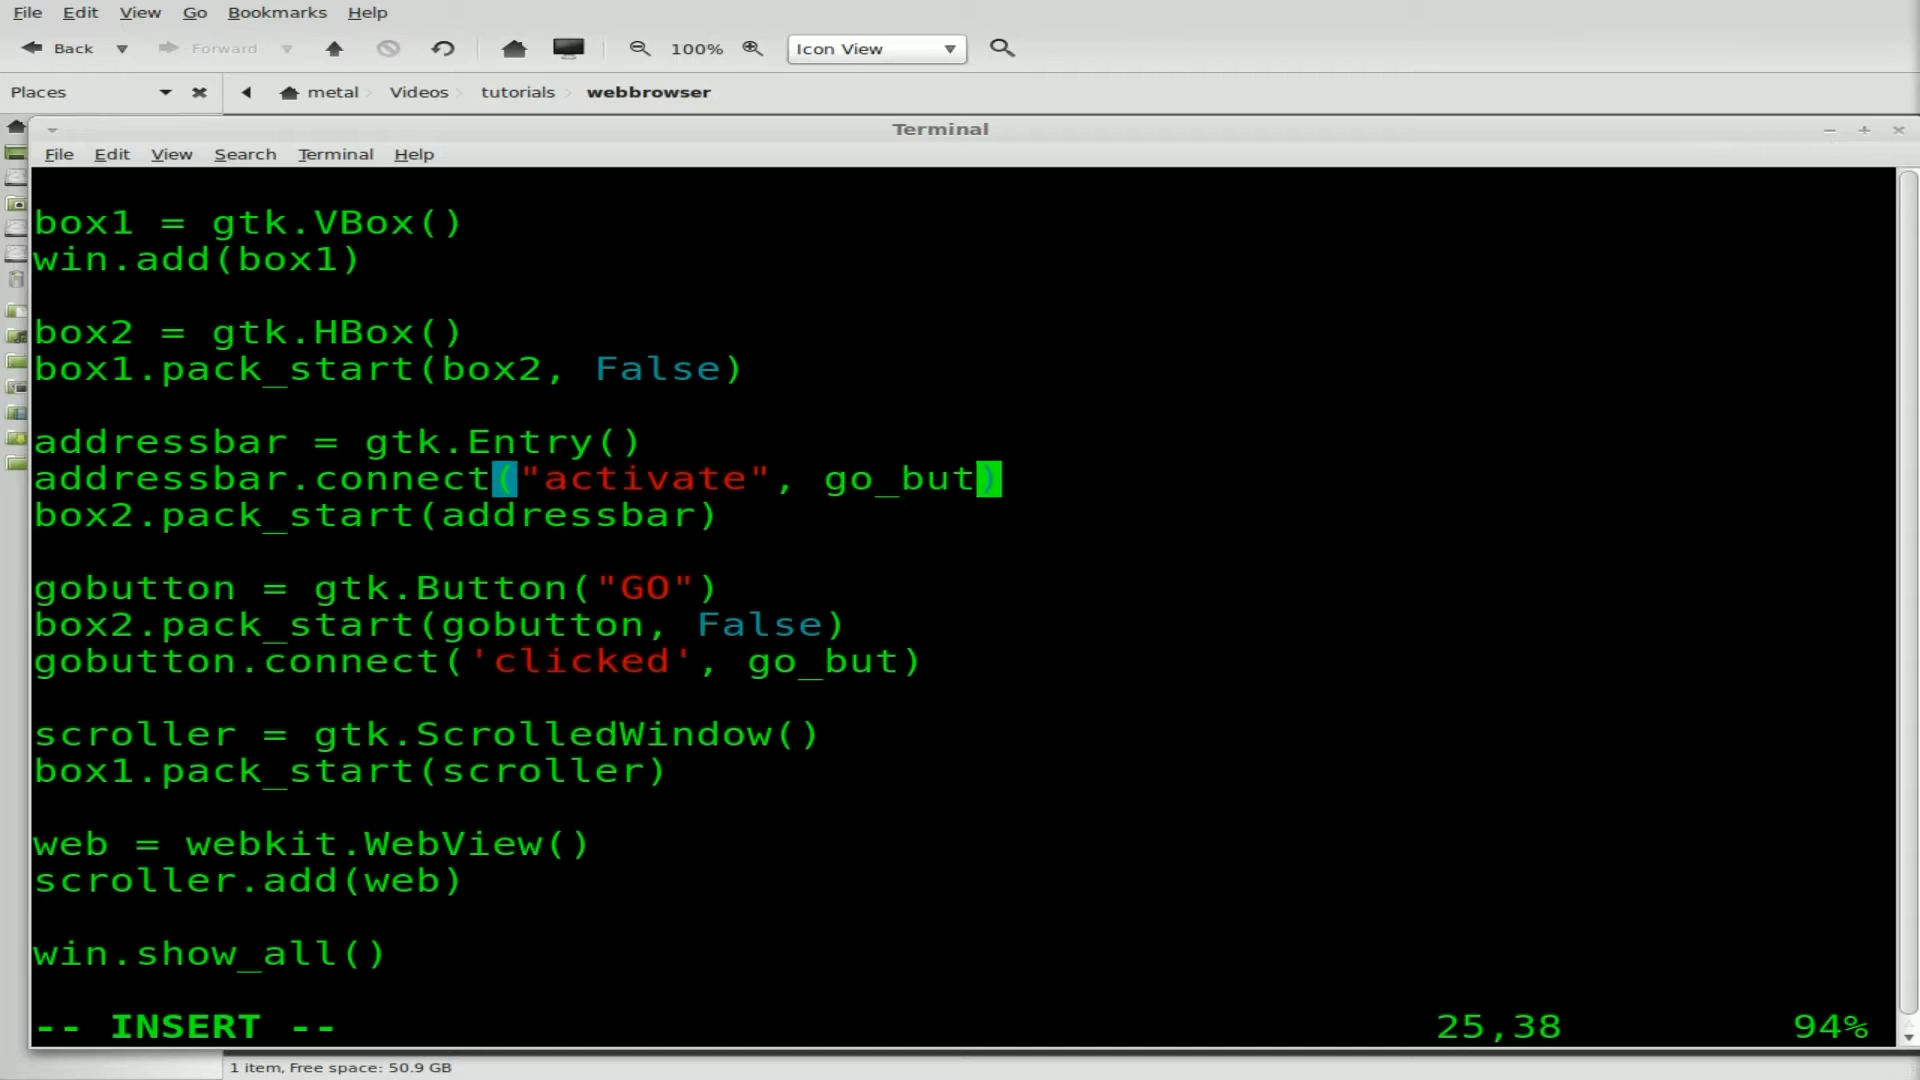 File Edit View Go Bookmarks Help
Back Forward 100% Icon View
Places metal Videos tutorials webbrowser
Terminal
File Edit View Search Terminal Help
box1 = gtk.VBox()
win.add(box1)
box2 = gtk.HBox()
box1.pack_start(box2, False)
addressbar = gtk.Entry()
addressbar.connect("activate", go_but)
box2.pack_start(addressbar)
gobutton = gtk.Button("GO")
box2.pack_start(gobutton, False)
gobutton.connect('clicked', go_but)
scroller = gtk.ScrolledWindow()
box1.pack_start(scroller)
web = webkit.WebView()
scroller.add(web)
win.show_all()
-- INSERT -- 25,38 94%
1 item, Free space: 50.9 GB